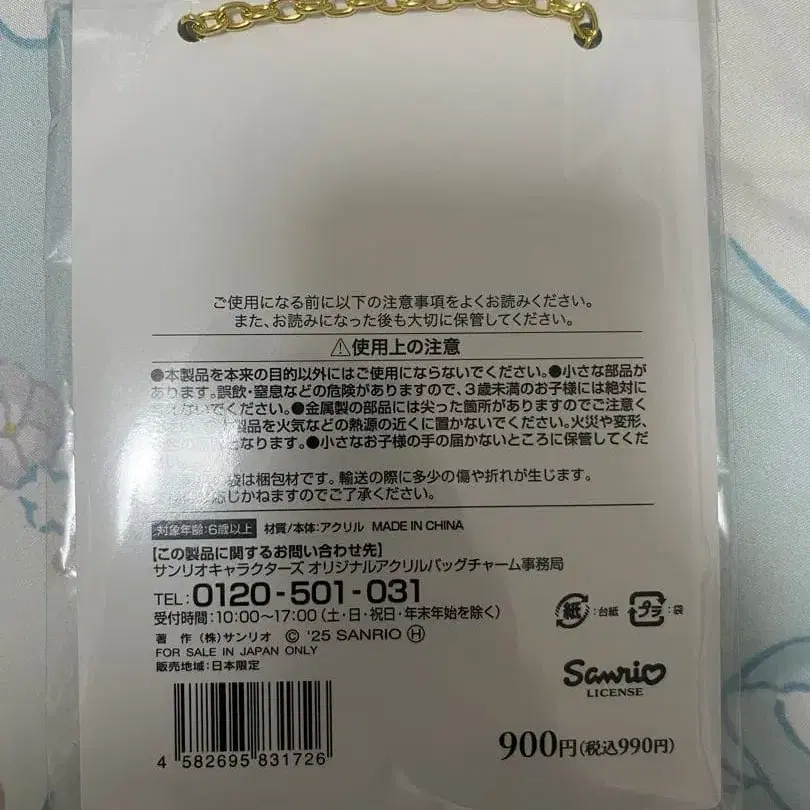 ご使用になる前に以下の注意事項をよくお読みください。
また、お読みになった後も大切に保管してください。
⚠使用上の注意
●本製品を本来の目的以外にはご使用にならないでください。●小さな部品が
あります。誤飲・窒息などの危険がありますので、3歳未満のお子様には絶対に
えないでください。●金属製の部品には尖った箇所がありますのでご注意く
製品を火気などの熱源の近くに置かないでください。火災や変形、
となります。●小さなお子様の手の届かないところに保管してくだ
袋は梱包材です。輸送の際に多少の傷や折れが生じます。
応じかねますのでご了承ください。
対象年齢:6歳以上 材質/本体:アクリル MADE IN CHINA
【この製品に関するお問い合わせ先】
サンリオキャラクターズ オリジナルアクリルバッグチャーム事務局
TEL:0120-501-031
受付時間:10:00〜17:00(土・日・祝日・年末年始を除く)
紙:台紙 プラ:袋
著 作 (株)サンリオ © '25 SANRIO Ⓗ
FOR SALE IN JAPAN ONLY
販売地域:日本限定
Sanrio
LICENSE
4 582695 831726
900円(税込990円)